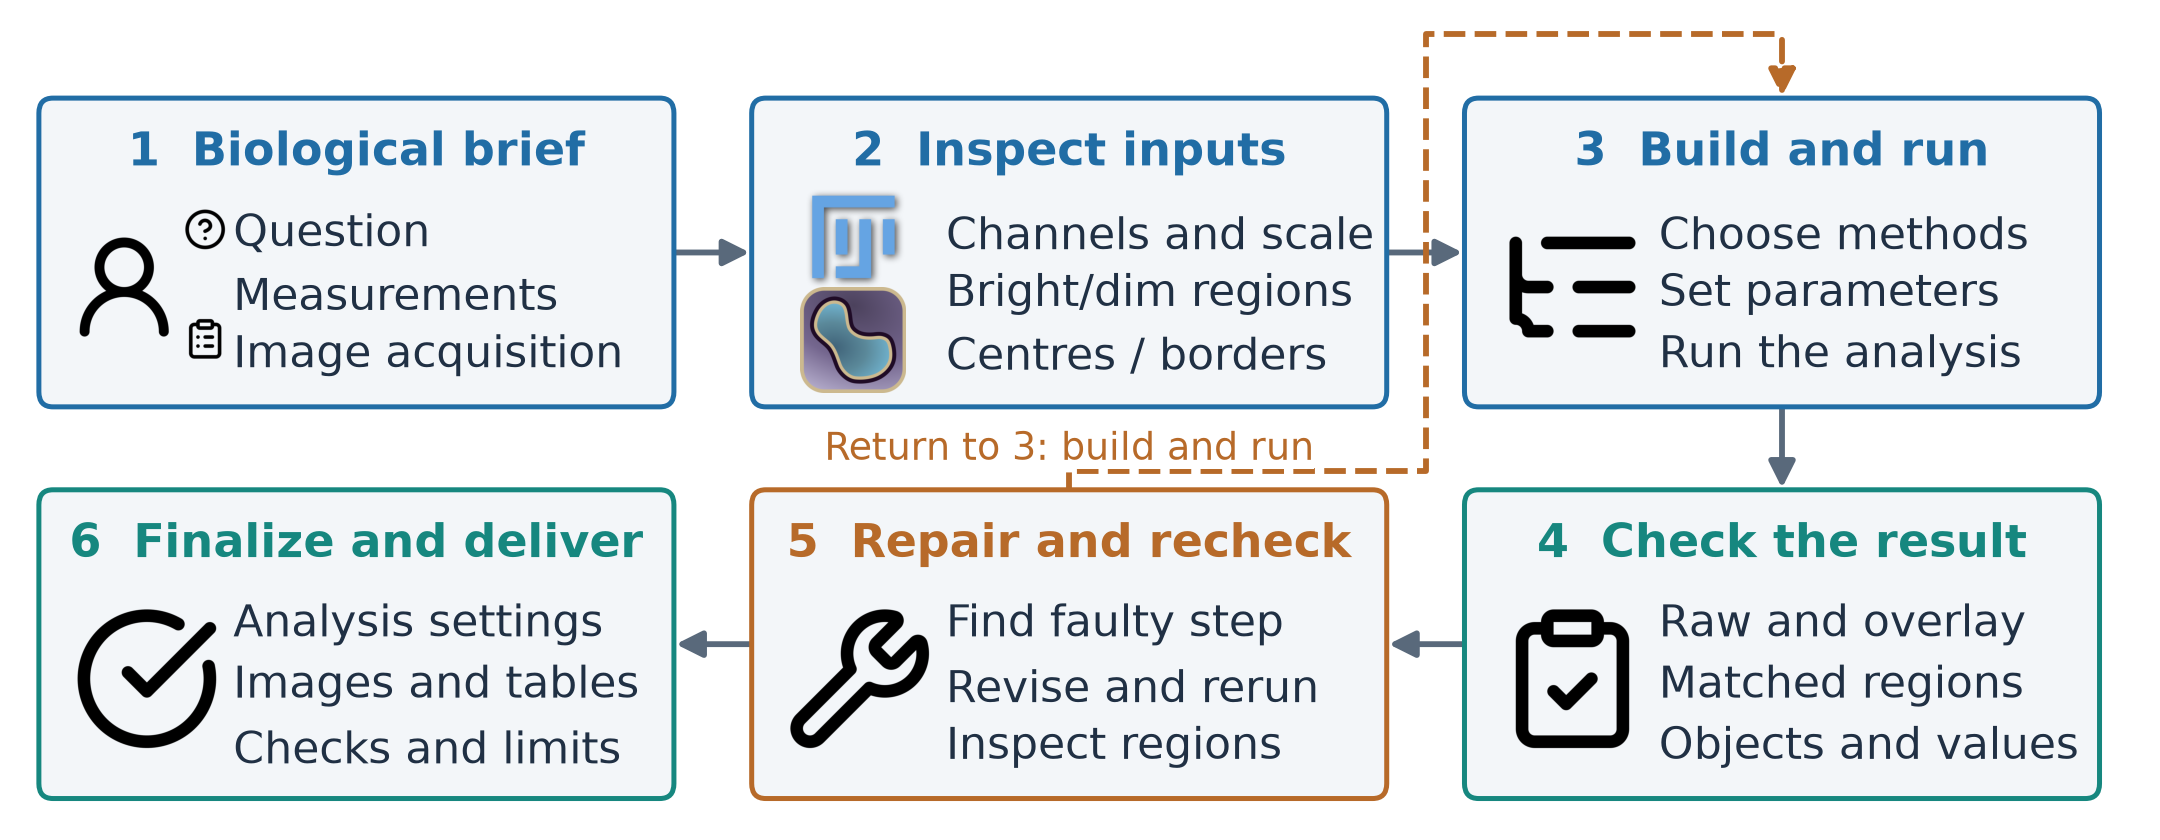 1 Biological brief
Question
Measurements
Image acquisition
2 Inspect inputs
Channels and scale
Bright/dim regions
Centres / borders
3 Build and run
Choose methods
Set parameters
Run the analysis
Return to 3: build and run
6 Finalize and deliver
Analysis settings
Images and tables
Checks and limits
5 Repair and recheck
Find faulty step
Revise and rerun
Inspect regions
4 Check the result
Raw and overlay
Matched regions
Objects and values